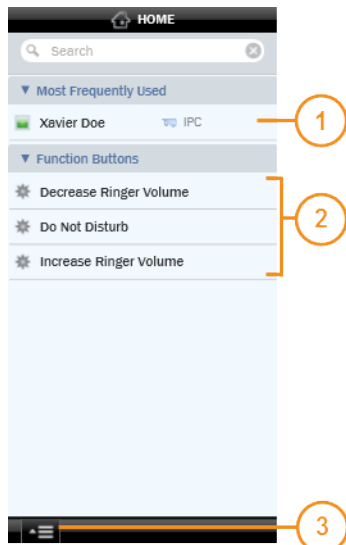 HOME
Search
Most Frequently Used
Xavier Doe IPC
1
Function Buttons
Decrease Ringer Volume
Do Not Disturb
2
Increase Ringer Volume
3